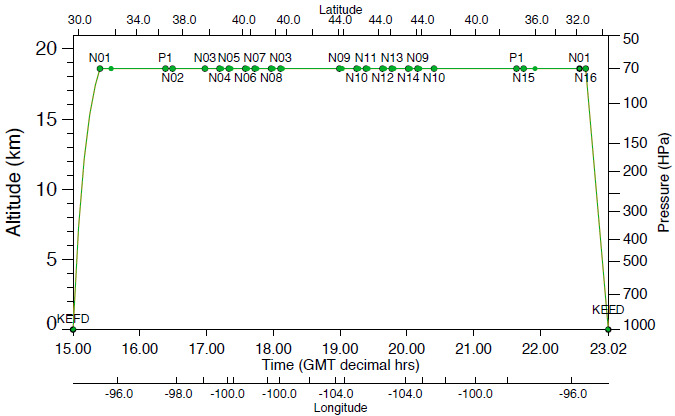 Latitude
30.0 34.0 38.0 40.0 40.0 44.0 44.0 44.0 40.0 36.0 32.0
20 50
N01 P1 N03 N05 N07 N03 N09 N11 N13 N09 P1 N01 70
N02 N04 N06 N08 N10 N12 N14 N10 N15 N16
100
15
150
200
10
300
400
5 500
700
KEFD KEFD
0 1000
Altitude (km)
Pressure (HPa)
15.00 16.00 17.00 18.00 19.00 20.00 21.00 22.00 23.02
Time (GMT decimal hrs)
-96.0 -98.0 -100.0 -100.0 -104.0 -104.0 -100.0 -96.0
Longitude